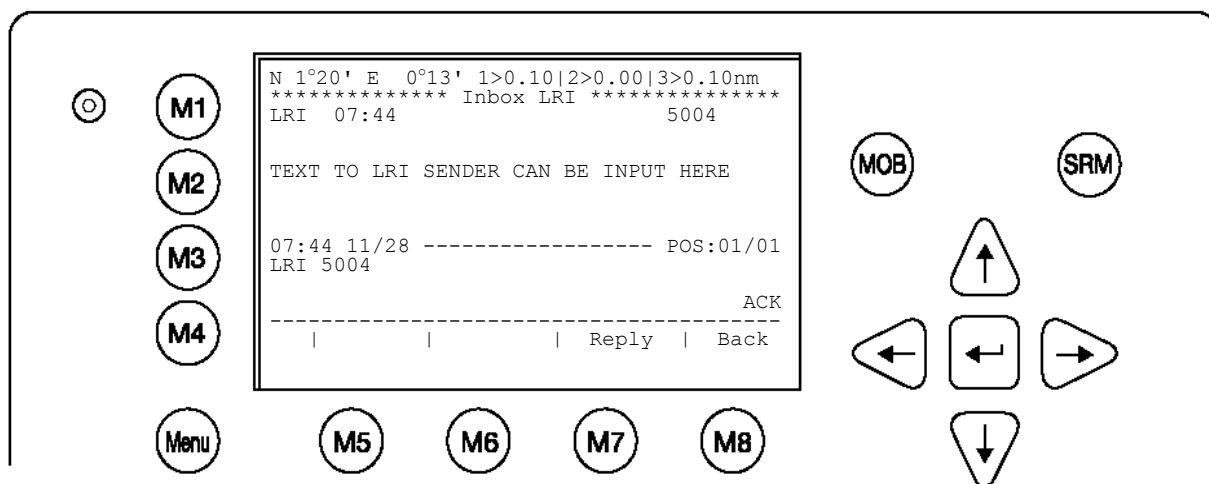 N 1°20' E 0°13' 1>0.10|2>0.00|3>0.10nm
************** Inbox LRI ***************
LRI 07:44 5004
TEXT TO LRI SENDER CAN BE INPUT HERE
07:44 11/28 ------------------ POS:01/01
LRI 5004
ACK
----------------------------------------
| | | Reply | Back
M1
M2
M3
M4
Menu
M5
M6
M7
M8
MOB
SRM